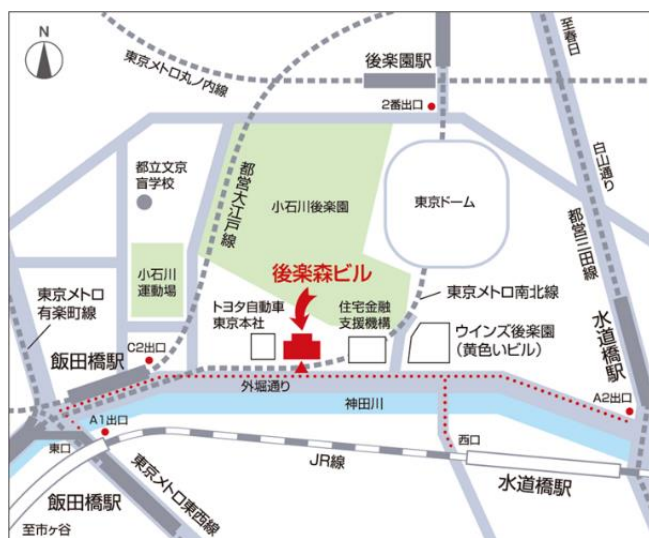 N
東京メトロ丸ノ内線
後楽園駅
至春日
2番出口
都立文京
盲学校
都営大江戸線
小石川後楽園
東京ドーム
白山通り
都営三田線
小石川
運動場
後楽森ビル
東京メトロ南北線
東京メトロ
有楽町線
トヨタ自動車
東京本社
住宅金融
支援機構
ウインズ後楽園
(黄色いビル)
水道橋駅
飯田橋駅
C2出口
外堀通り
神田川
A2出口
A1出口
東口
西口
JR線
飯田橋駅
東京メトロ東西線
水道橋駅
至市ヶ谷